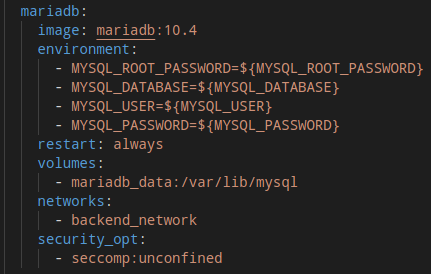 mariadb:
image: mariadb:10.4
environment:
- MYSQL_ROOT_PASSWORD=${MYSQL_ROOT_PASSWORD}
- MYSQL_DATABASE=${MYSQL_DATABASE}
- MYSQL_USER=${MYSQL_USER}
- MYSQL_PASSWORD=${MYSQL_PASSWORD}
restart: always
volumes:
- mariadb_data:/var/lib/mysql
networks:
- backend_network
security_opt:
- seccomp:unconfined